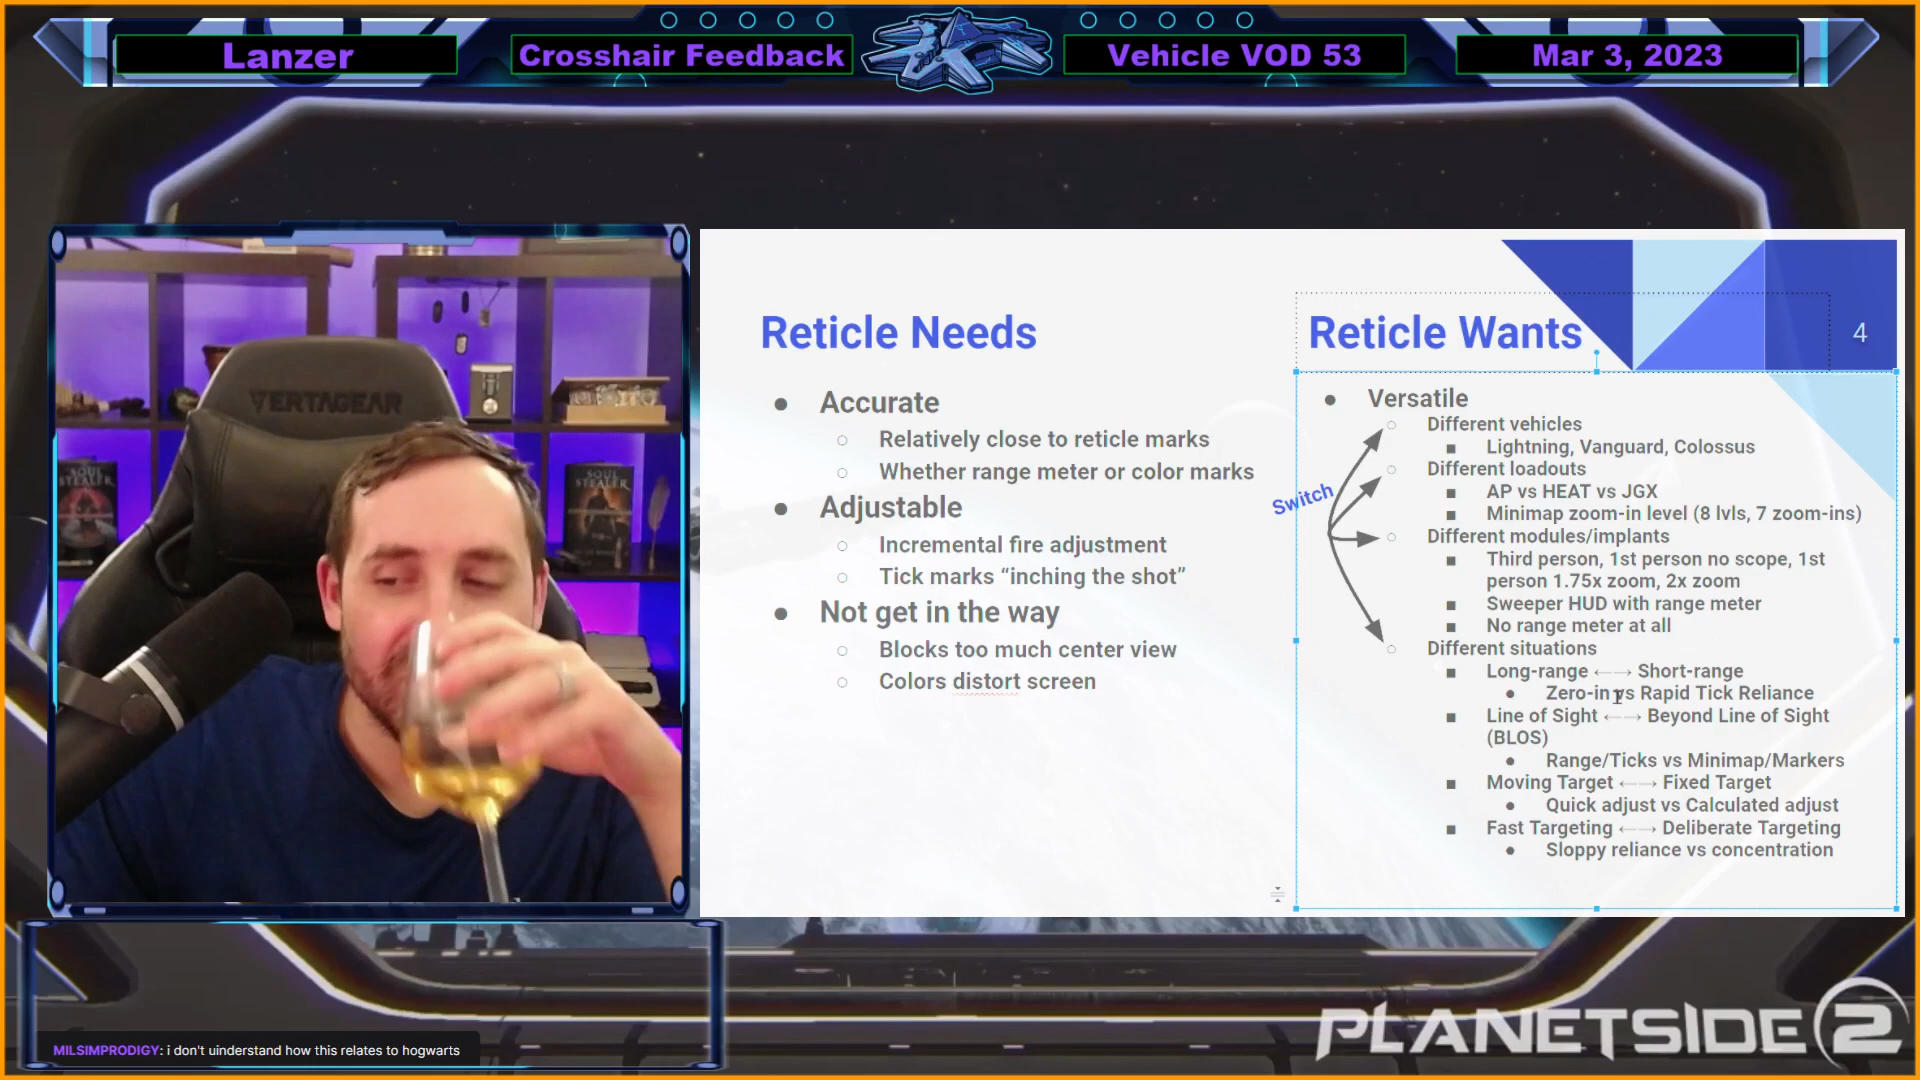 Lanzer
Crosshair Feedback
Vehicle VOD 53
Mar 3, 2023
VERTAGEAR
SOUL
STEALER
SOUL
STEALER
Reticle Needs
● Accurate
○ Relatively close to reticle marks
○ Whether range meter or color marks
● Adjustable
○ Incremental fire adjustment
○ Tick marks “inching the shot”
● Not get in the way
○ Blocks too much center view
○ Colors distort screen
Reticle Wants
4
Switch
● Versatile
○ Different vehicles
■ Lightning, Vanguard, Colossus
○ Different loadouts
■ AP vs HEAT vs JGX
■ Minimap zoom-in level (8 lvls, 7 zoom-ins)
○ Different modules/implants
■ Third person, 1st person no scope, 1st
person 1.75x zoom, 2x zoom
■ Sweeper HUD with range meter
■ No range meter at all
○ Different situations
■ Long-range ←→ Short-range
● Zero-in vs Rapid Tick Reliance
■ Line of Sight ←→ Beyond Line of Sight
(BLOS)
● Range/Ticks vs Minimap/Markers
■ Moving Target ←→ Fixed Target
● Quick adjust vs Calculated adjust
■ Fast Targeting ←→ Deliberate Targeting
● Sloppy reliance vs concentration
MILSIMPRODIGY: i don't uinderstand how this relates to hogwarts
PLANETSIDE 2